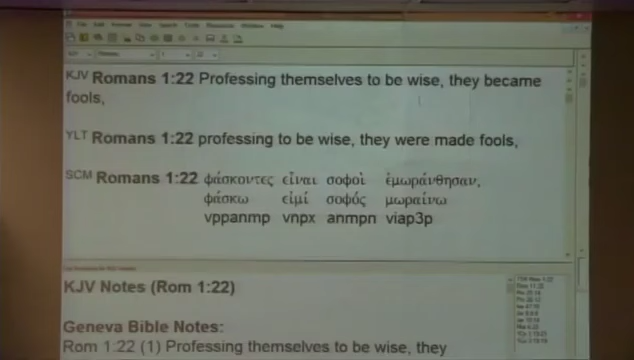 KJV Romans 1:22 Professing themselves to be wise, they became
fools,
YLT Romans 1:22 professing to be wise, they were made fools,
SCM Romans 1:22 φάσκοντες εἶναι σοφοὶ ἐμωράνθησαν,
φάσκω εἰμί σοφός μωραίνω
vppanmp vnpx anmpn viap3p
KJV Notes (Rom 1:22)
Geneva Bible Notes:
Rom 1:22 (1) Professing themselves to be wise, they